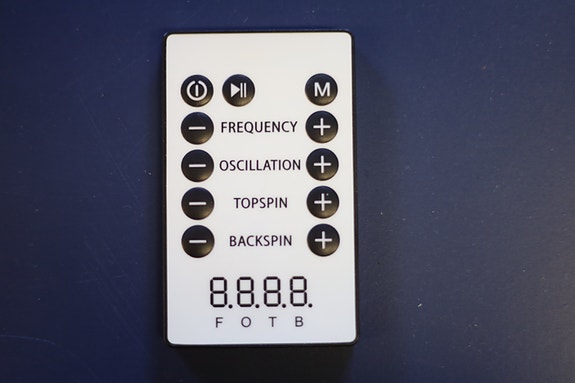 M
− FREQUENCY +
− OSCILLATION +
− TOPSPIN +
− BACKSPIN +
8.8.8.8.
F O T B